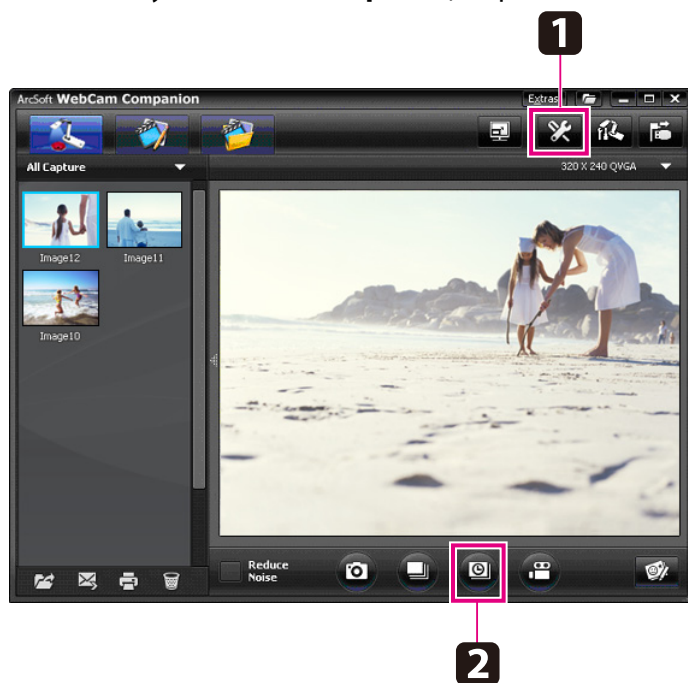 1
ArcSoft WebCam Companion
Extras
All Capture
320 X 240 QVGA
Image12
Image11
Image10
Reduce
Noise
2